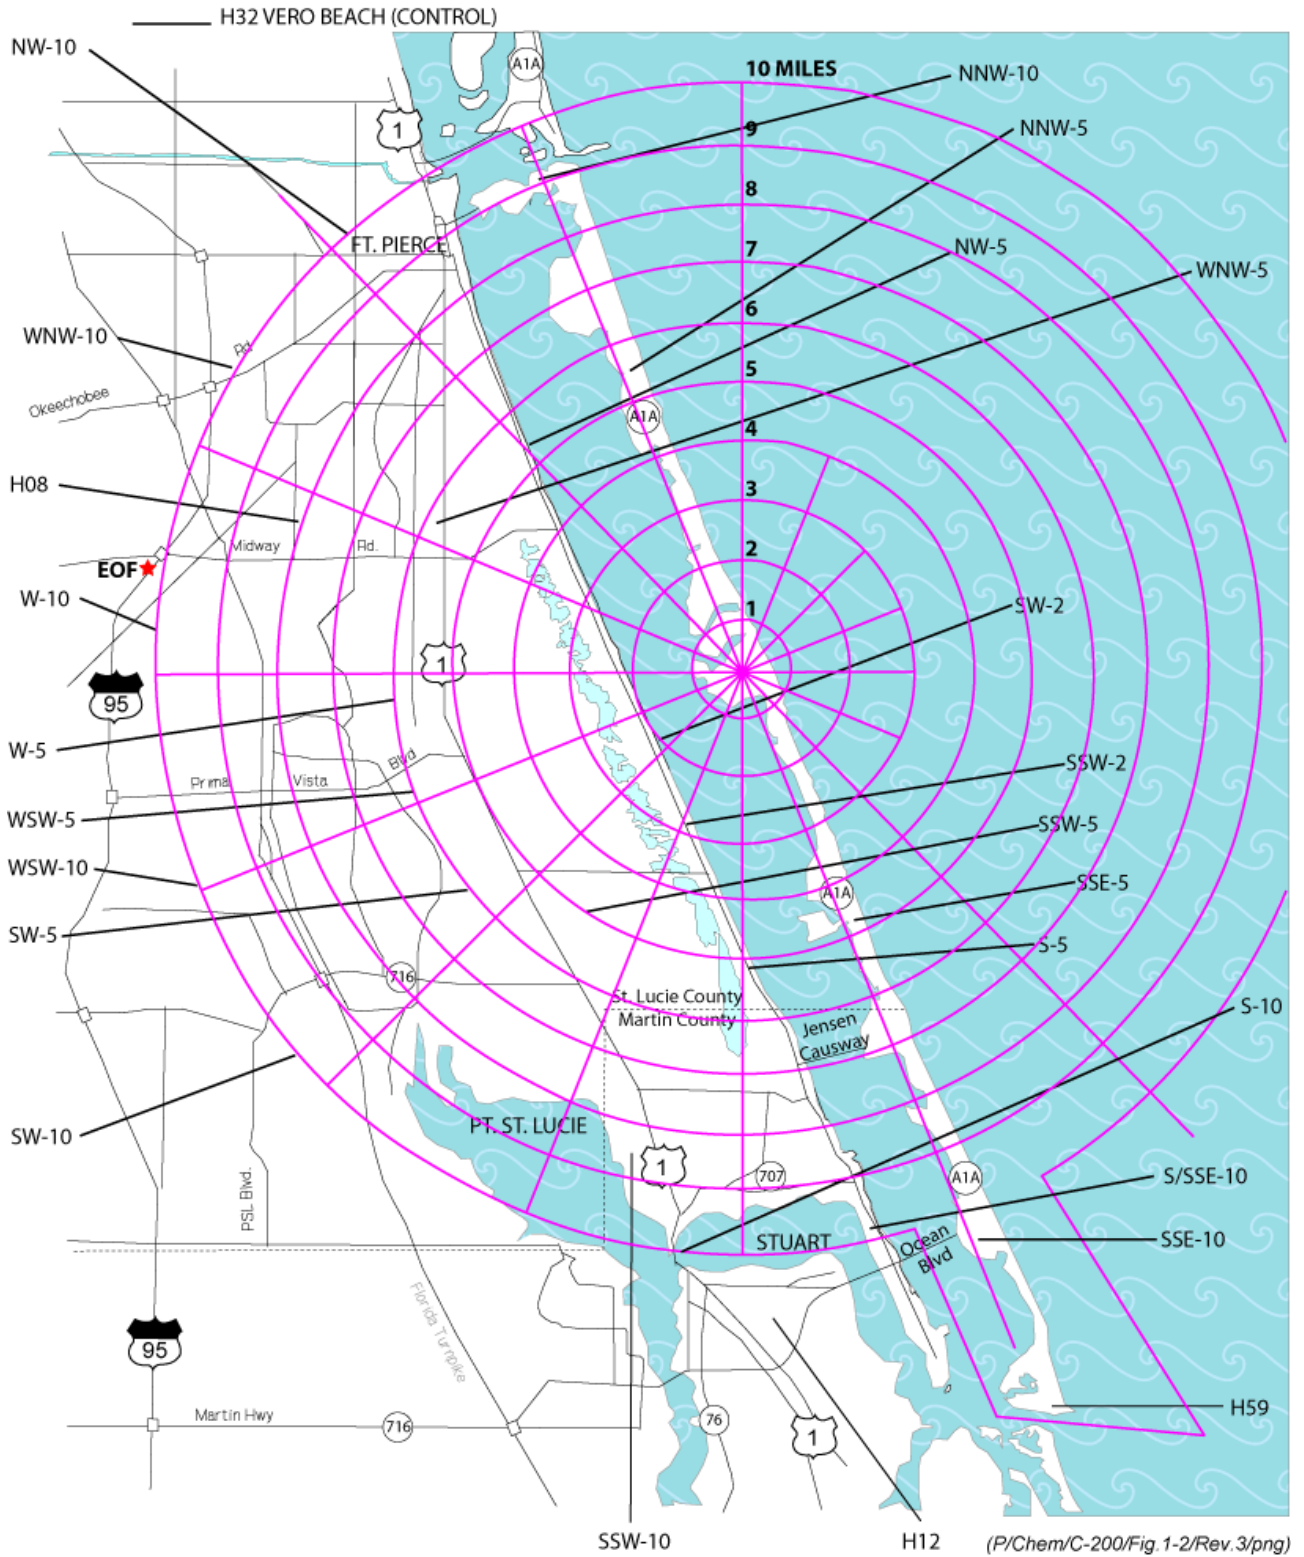 H32 VERO BEACH (CONTROL)
NW-10
A1A
10 MILES
NNW-10
1
9
NNW-5
8
FT. PIERCE
7
NW-5
WNW-5
6
WNW-10
Rd.
5
Okeechobee
A1A
4
H08
3
Midway Rd.
2
EOF
W-10
1
SW-2
1
95
W-5
Prima Vista Blvd
SSW-2
WSW-5
SSW-5
WSW-10
SSE-5
A1A
SW-5
S-5
716
St. Lucie County
Martin County
S-10
Jensen
Causway
SW-10
PT. ST. LUCIE
1
707
A1A
S/SSE-10
PSL Blvd.
STUART
SSE-10
Ocean
Blvd
Florida Turnpike
95
H59
Martin Hwy
716
76
1
SSW-10
H12
(P/Chem/C-200/Fig.1-2/Rev.3/png)